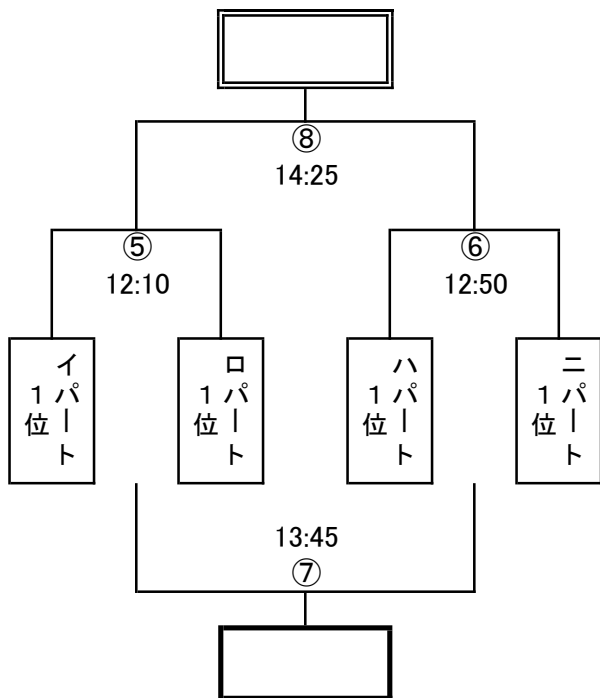 ⑧
14:25
⑤
12:10
⑥
12:50
イパート
1位
ロパート
1位
ハパート
1位
ニパート
1位
13:45
⑦